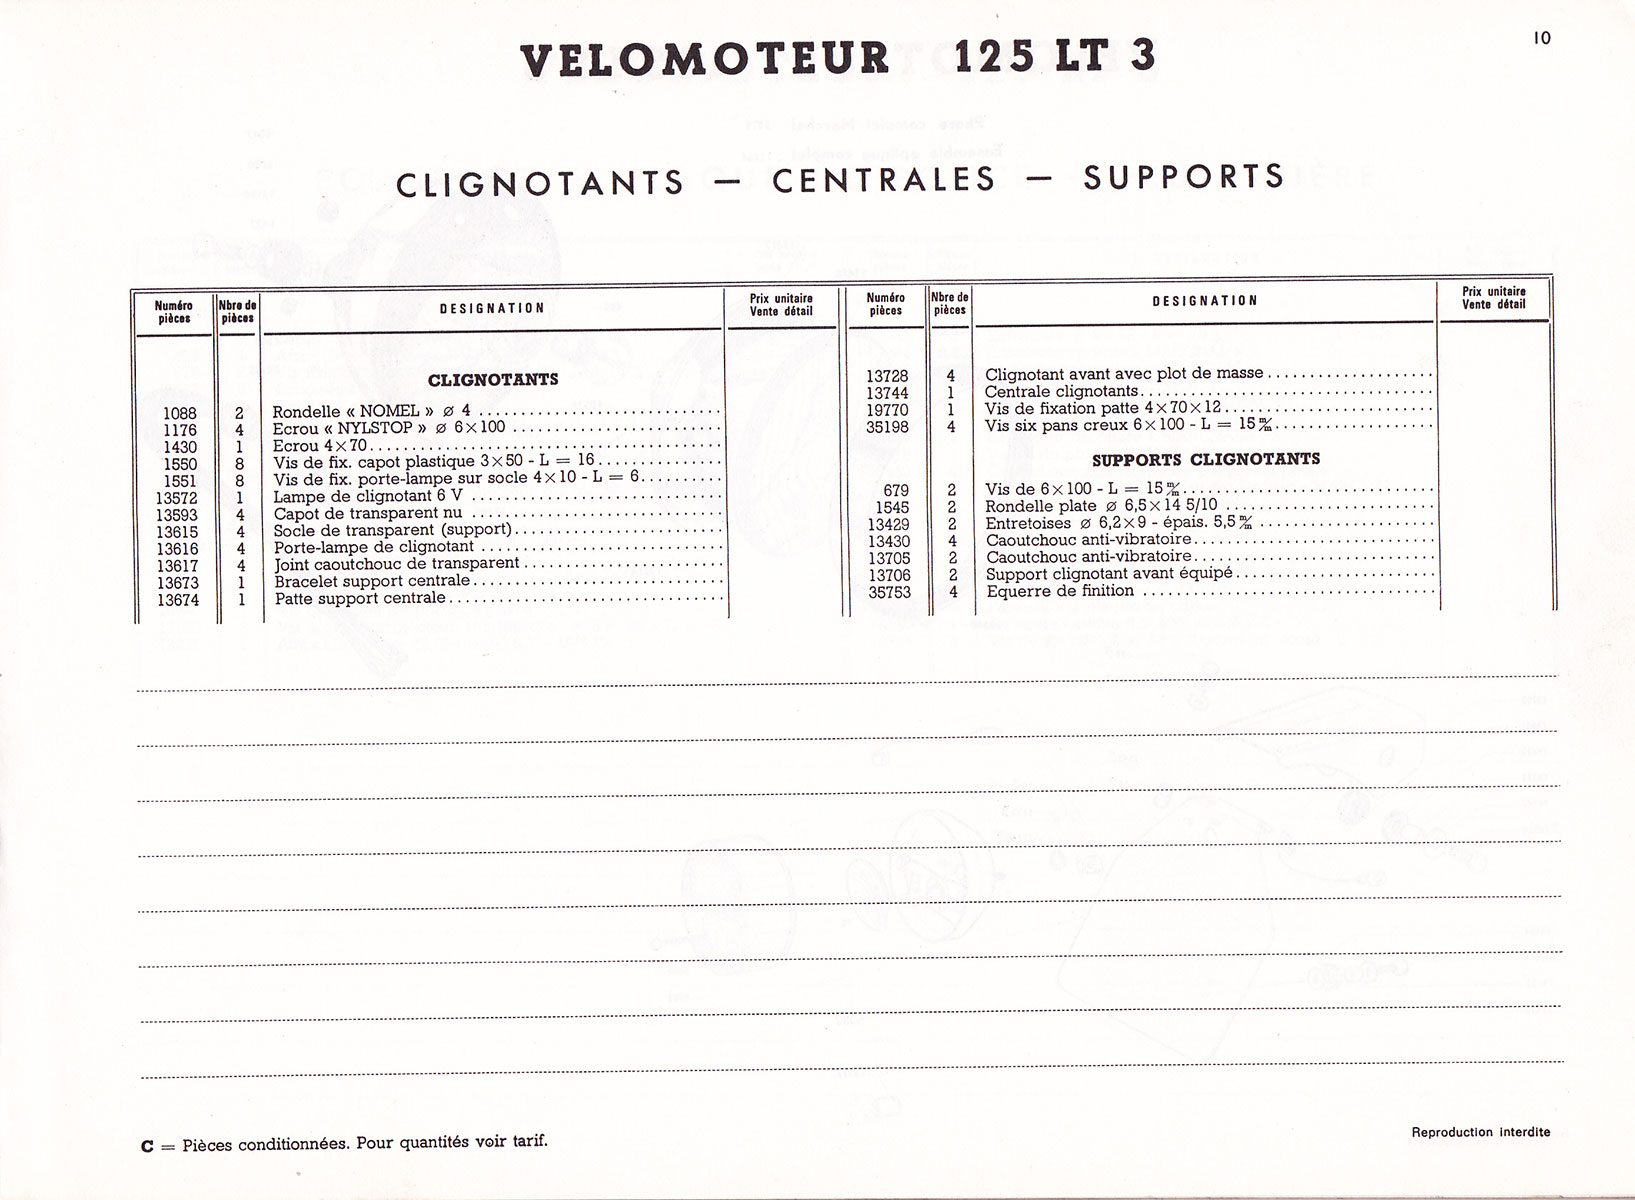 10
VELOMOTEUR 125 LT 3
CLIGNOTANTS — CENTRALES — SUPPORTS
Numéro pièces Nbre de pièces DESIGNATION Prix unitaire Vente détail
CLIGNOTANTS
1088 2 Rondelle « NOMEL » ø 4
1176 4 Ecrou « NYLSTOP » ø 6×100
1430 1 Ecrou 4×70
1550 8 Vis de fix. capot plastique 3×50 - L = 16
1551 8 Vis de fix. porte-lampe sur socle 4×10 - L = 6
13572 1 Lampe de clignotant 6 V
13593 4 Capot de transparent nu
13615 4 Socle de transparent (support)
13616 4 Porte-lampe de clignotant
13617 4 Joint caoutchouc de transparent
13673 1 Bracelet support centrale
13674 1 Patte support centrale
Numéro pièces Nbre de pièces DESIGNATION Prix unitaire Vente détail
13728 4 Clignotant avant avec plot de masse
13744 1 Centrale clignotants
19770 1 Vis de fixation patte 4×70×12
35198 4 Vis six pans creux 6×100 - L = 15 m/m
SUPPORTS CLIGNOTANTS
679 2 Vis de 6×100 - L = 15 m/m
1545 2 Rondelle plate ø 6,5×14 5/10
13429 2 Entretoises ø 6,2×9 - épais. 5,5 m/m
13430 4 Caoutchouc anti-vibratoire
13705 2 Caoutchouc anti-vibratoire
13706 2 Support clignotant avant équipé
35753 4 Equerre de finition
C = Pièces conditionnées. Pour quantités voir tarif.
Reproduction interdite